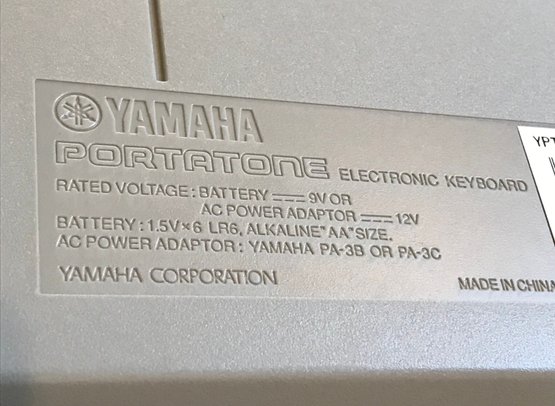 YAMAHA
PORTATONE ELECTRONIC KEYBOARD
RATED VOLTAGE: BATTERY ⎓ 9V OR
AC POWER ADAPTOR ⎓ 12V
BATTERY: 1.5V×6 LR6, ALKALINE "AA" SIZE.
AC POWER ADAPTOR: YAMAHA PA-3B OR PA-3C
YAMAHA CORPORATION
MADE IN CHINA
YPT